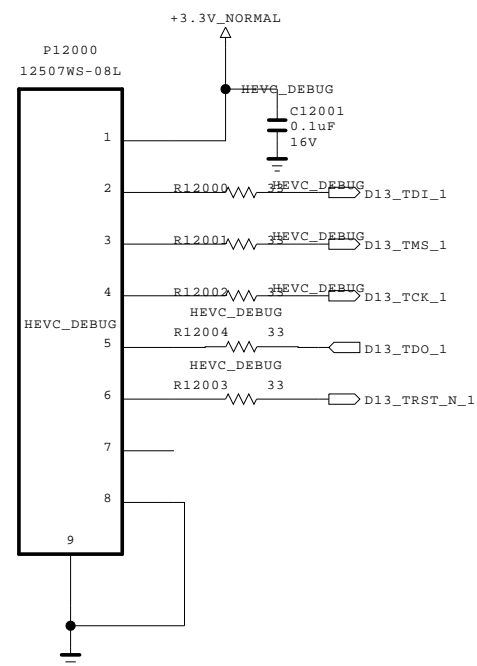 +3.3V_NORMAL
P12000
12507WS-08L
HEVC_DEBUG
C12001
0.1uF
16V
1
2 R12000 33 HEVC_DEBUG D13_TDI_1
3 R12001 33 HEVC_DEBUG D13_TMS_1
4 R12002 33 HEVC_DEBUG D13_TCK_1
HEVC_DEBUG
HEVC_DEBUG
5 R12004 33 D13_TDO_1
HEVC_DEBUG
6 R12003 33 D13_TRST_N_1
7
8
9